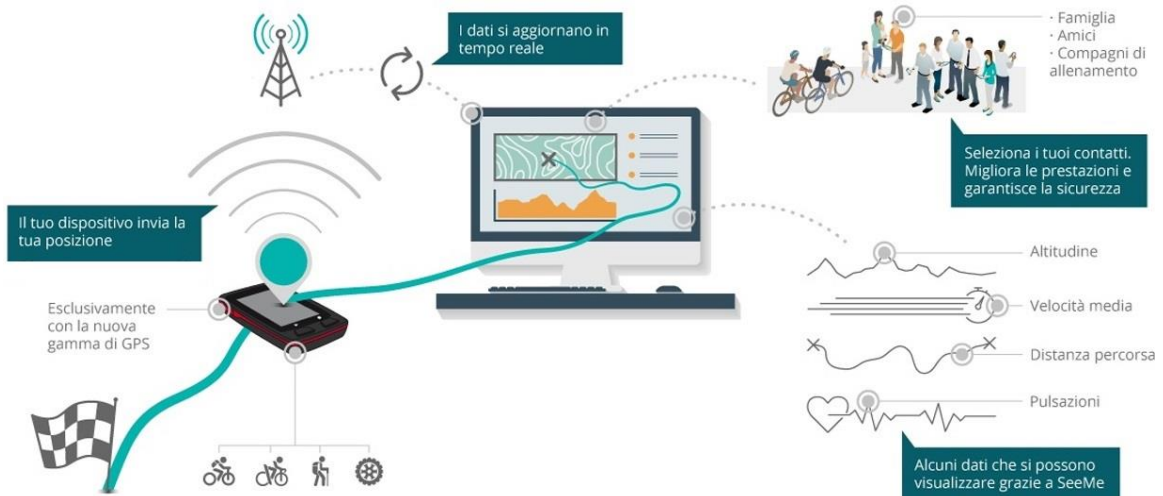 I dati si aggiornano in
tempo reale
· Famiglia
· Amici
· Compagni di
allenamento
Seleziona i tuoi contatti.
Migliora le prestazioni e
garantisce la sicurezza
Il tuo dispositivo invia la
tua posizione
Esclusivamente
con la nuova
gamma di GPS
Altitudine
Velocità media
Distanza percorsa
Pulsazioni
Alcuni dati che si possono
visualizzare grazie a SeeMe